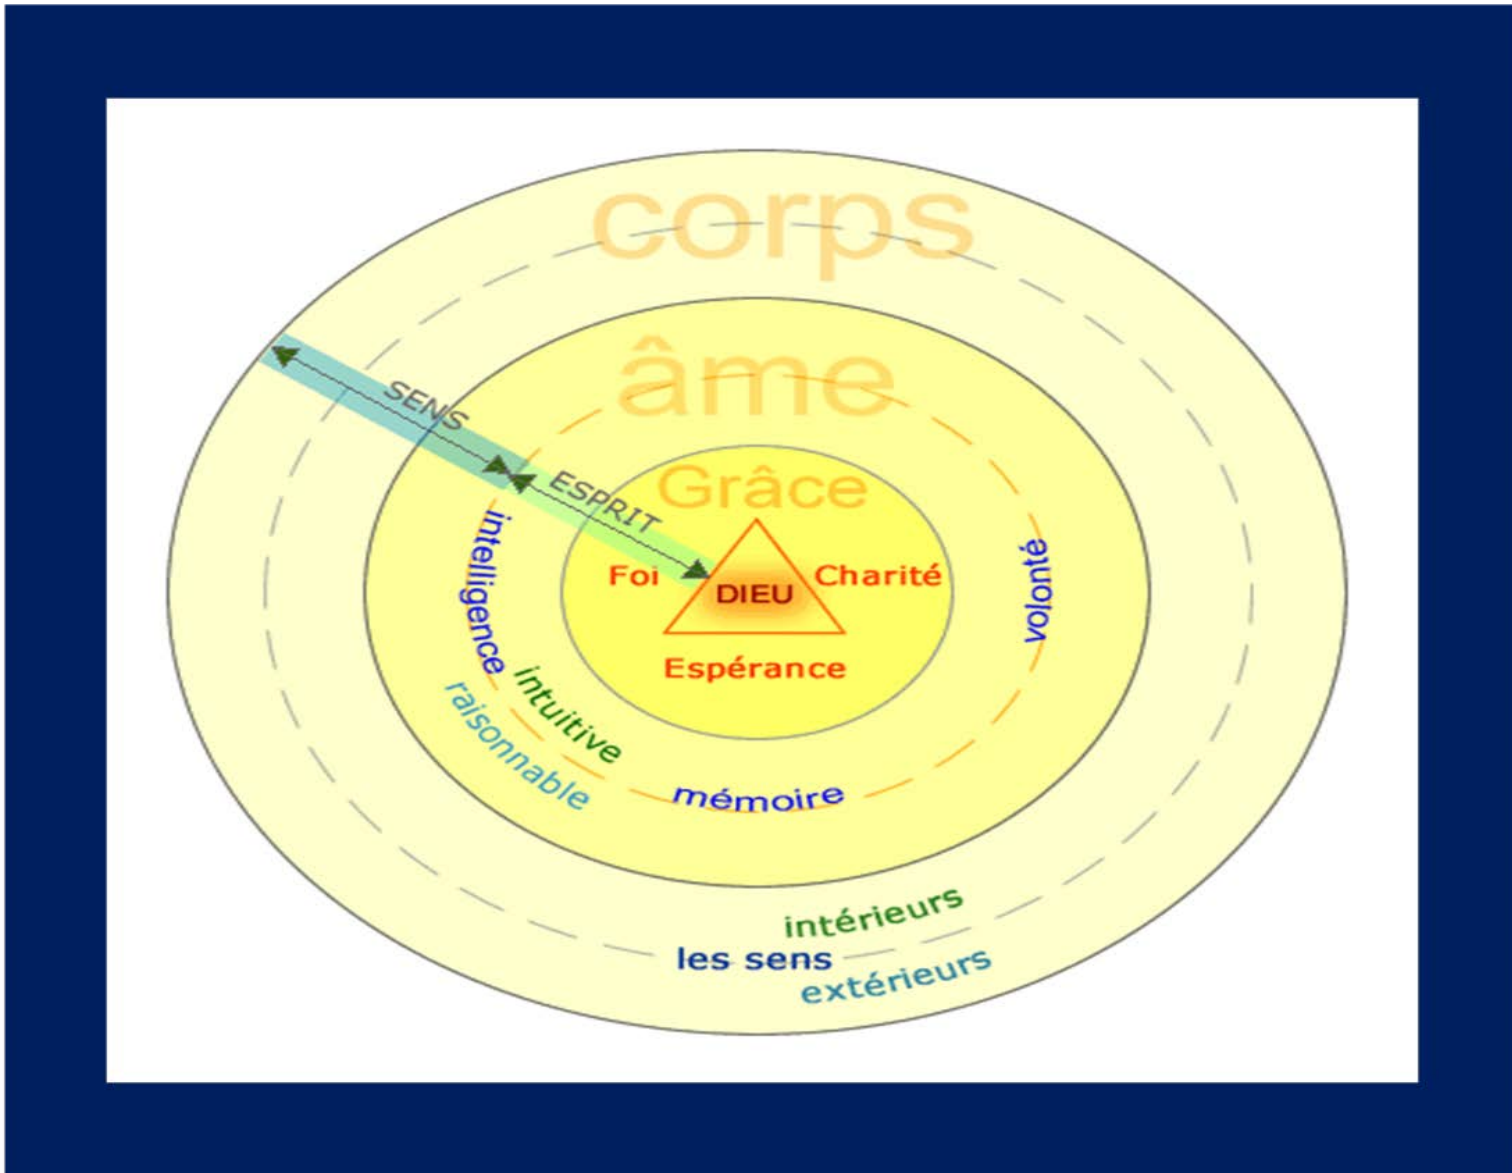 corps
âme
SENS
ESPRIT
Grâce
Foi
DIEU
Charité
Espérance
intelligence
volonté
intuitive
raisonnable
mémoire
intérieurs
les sens
extérieurs